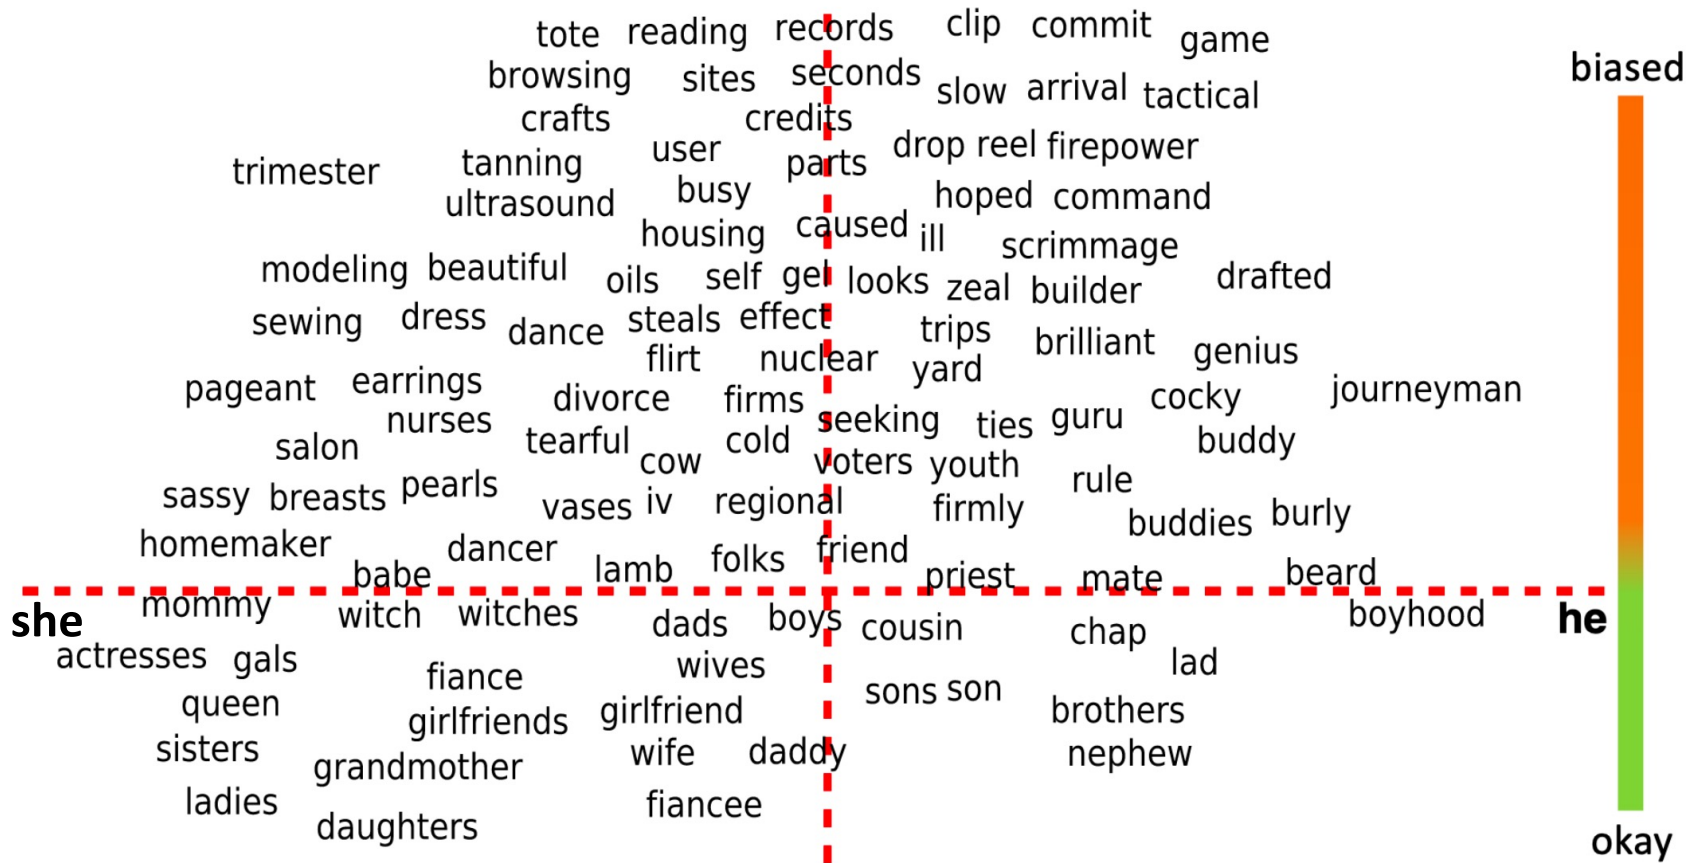 tote reading records clip commit game
biased
browsing sites seconds slow arrival tactical
crafts credits
trimester tanning user parts drop reel firepower
ultrasound busy hoped command
housing caused ill scrimmage
modeling beautiful oils self gel looks zeal builder drafted
sewing dress dance steals effect trips brilliant genius
flirt nuclear yard
pageant earrings divorce firms cocky journeyman
nurses seeking ties guru
salon tearful cold buddy
cow voters youth rule
sassy breasts pearls vases iv regional firmly buddies burly
homemaker dancer lamb folks friend
babe priest mate beard
she mommy witch witches dads boys cousin chap boyhood he
actresses gals fiance wives lad
queen girlfriends girlfriend sons son brothers
sisters grandmother wife daddy nephew
ladies fiancee
daughters
okay